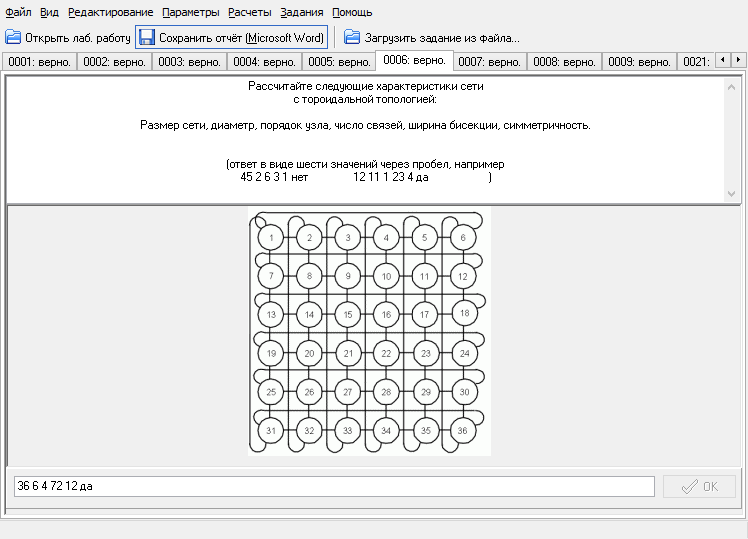 Файл Вид Редактирование Параметры Расчеты Задания Помощь
Открыть лаб. работу Сохранить отчёт (Microsoft Word) Загрузить задание из файла...
0001: верно. 0002: верно. 0003: верно. 0004: верно. 0005: верно. 0006: верно. 0007: верно. 0008: верно. 0009: верно. 0021:
Рассчитайте следующие характеристики сети
с тороидальной топологией:
Размер сети, диаметр, порядок узла, число связей, ширина бисекции, симметричность.
(ответ в виде шести значений через пробел, например
45 2 6 3 1 нет 12 11 1 23 4 да )
1 2 3 4 5 6
7 8 9 10 11 12
13 14 15 16 17 18
19 20 21 22 23 24
25 26 27 28 29 30
31 32 33 34 35 36
36 6 4 72 12 да OK